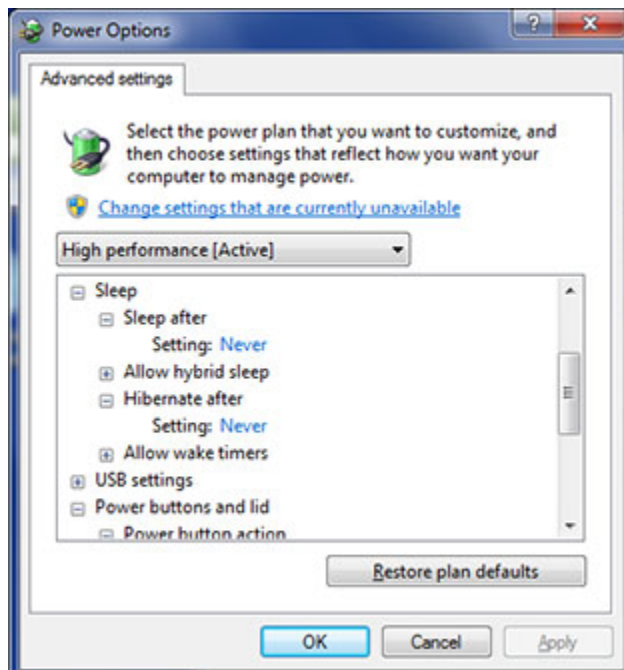 Power Options
Advanced settings
Select the power plan that you want to customize, and
then choose settings that reflect how you want your
computer to manage power.
Change settings that are currently unavailable
High performance [Active]
Sleep
Sleep after
Setting: Never
Allow hybrid sleep
Hibernate after
Setting: Never
Allow wake timers
USB settings
Power buttons and lid
Power button action
Restore plan defaults
OK
Cancel
Apply